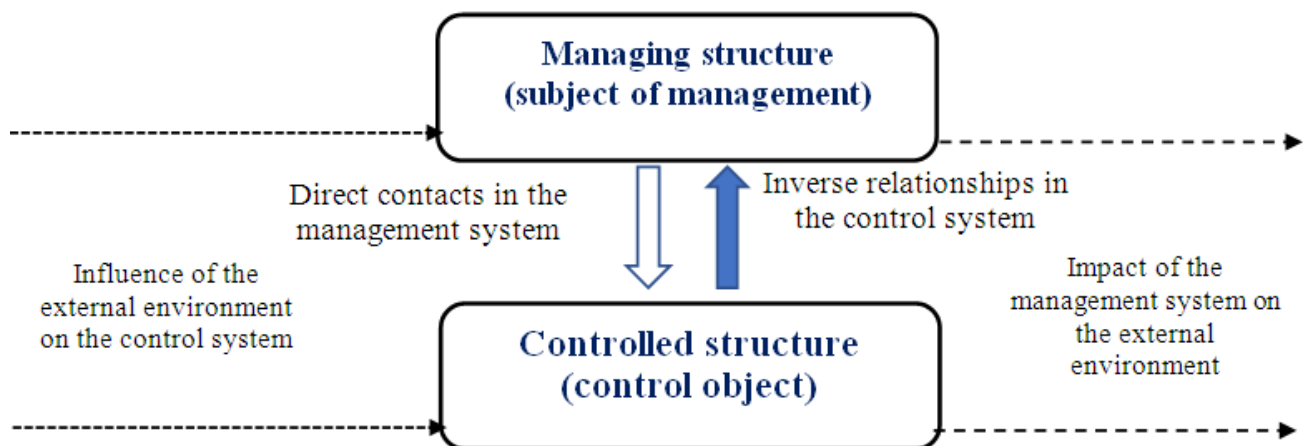 Managing structure
(subject of management)
Direct contacts in the
management system
Inverse relationships in
the control system
Influence of the
external environment
on the control system
Impact of the
management system on
the external
environment
Controlled structure
(control object)